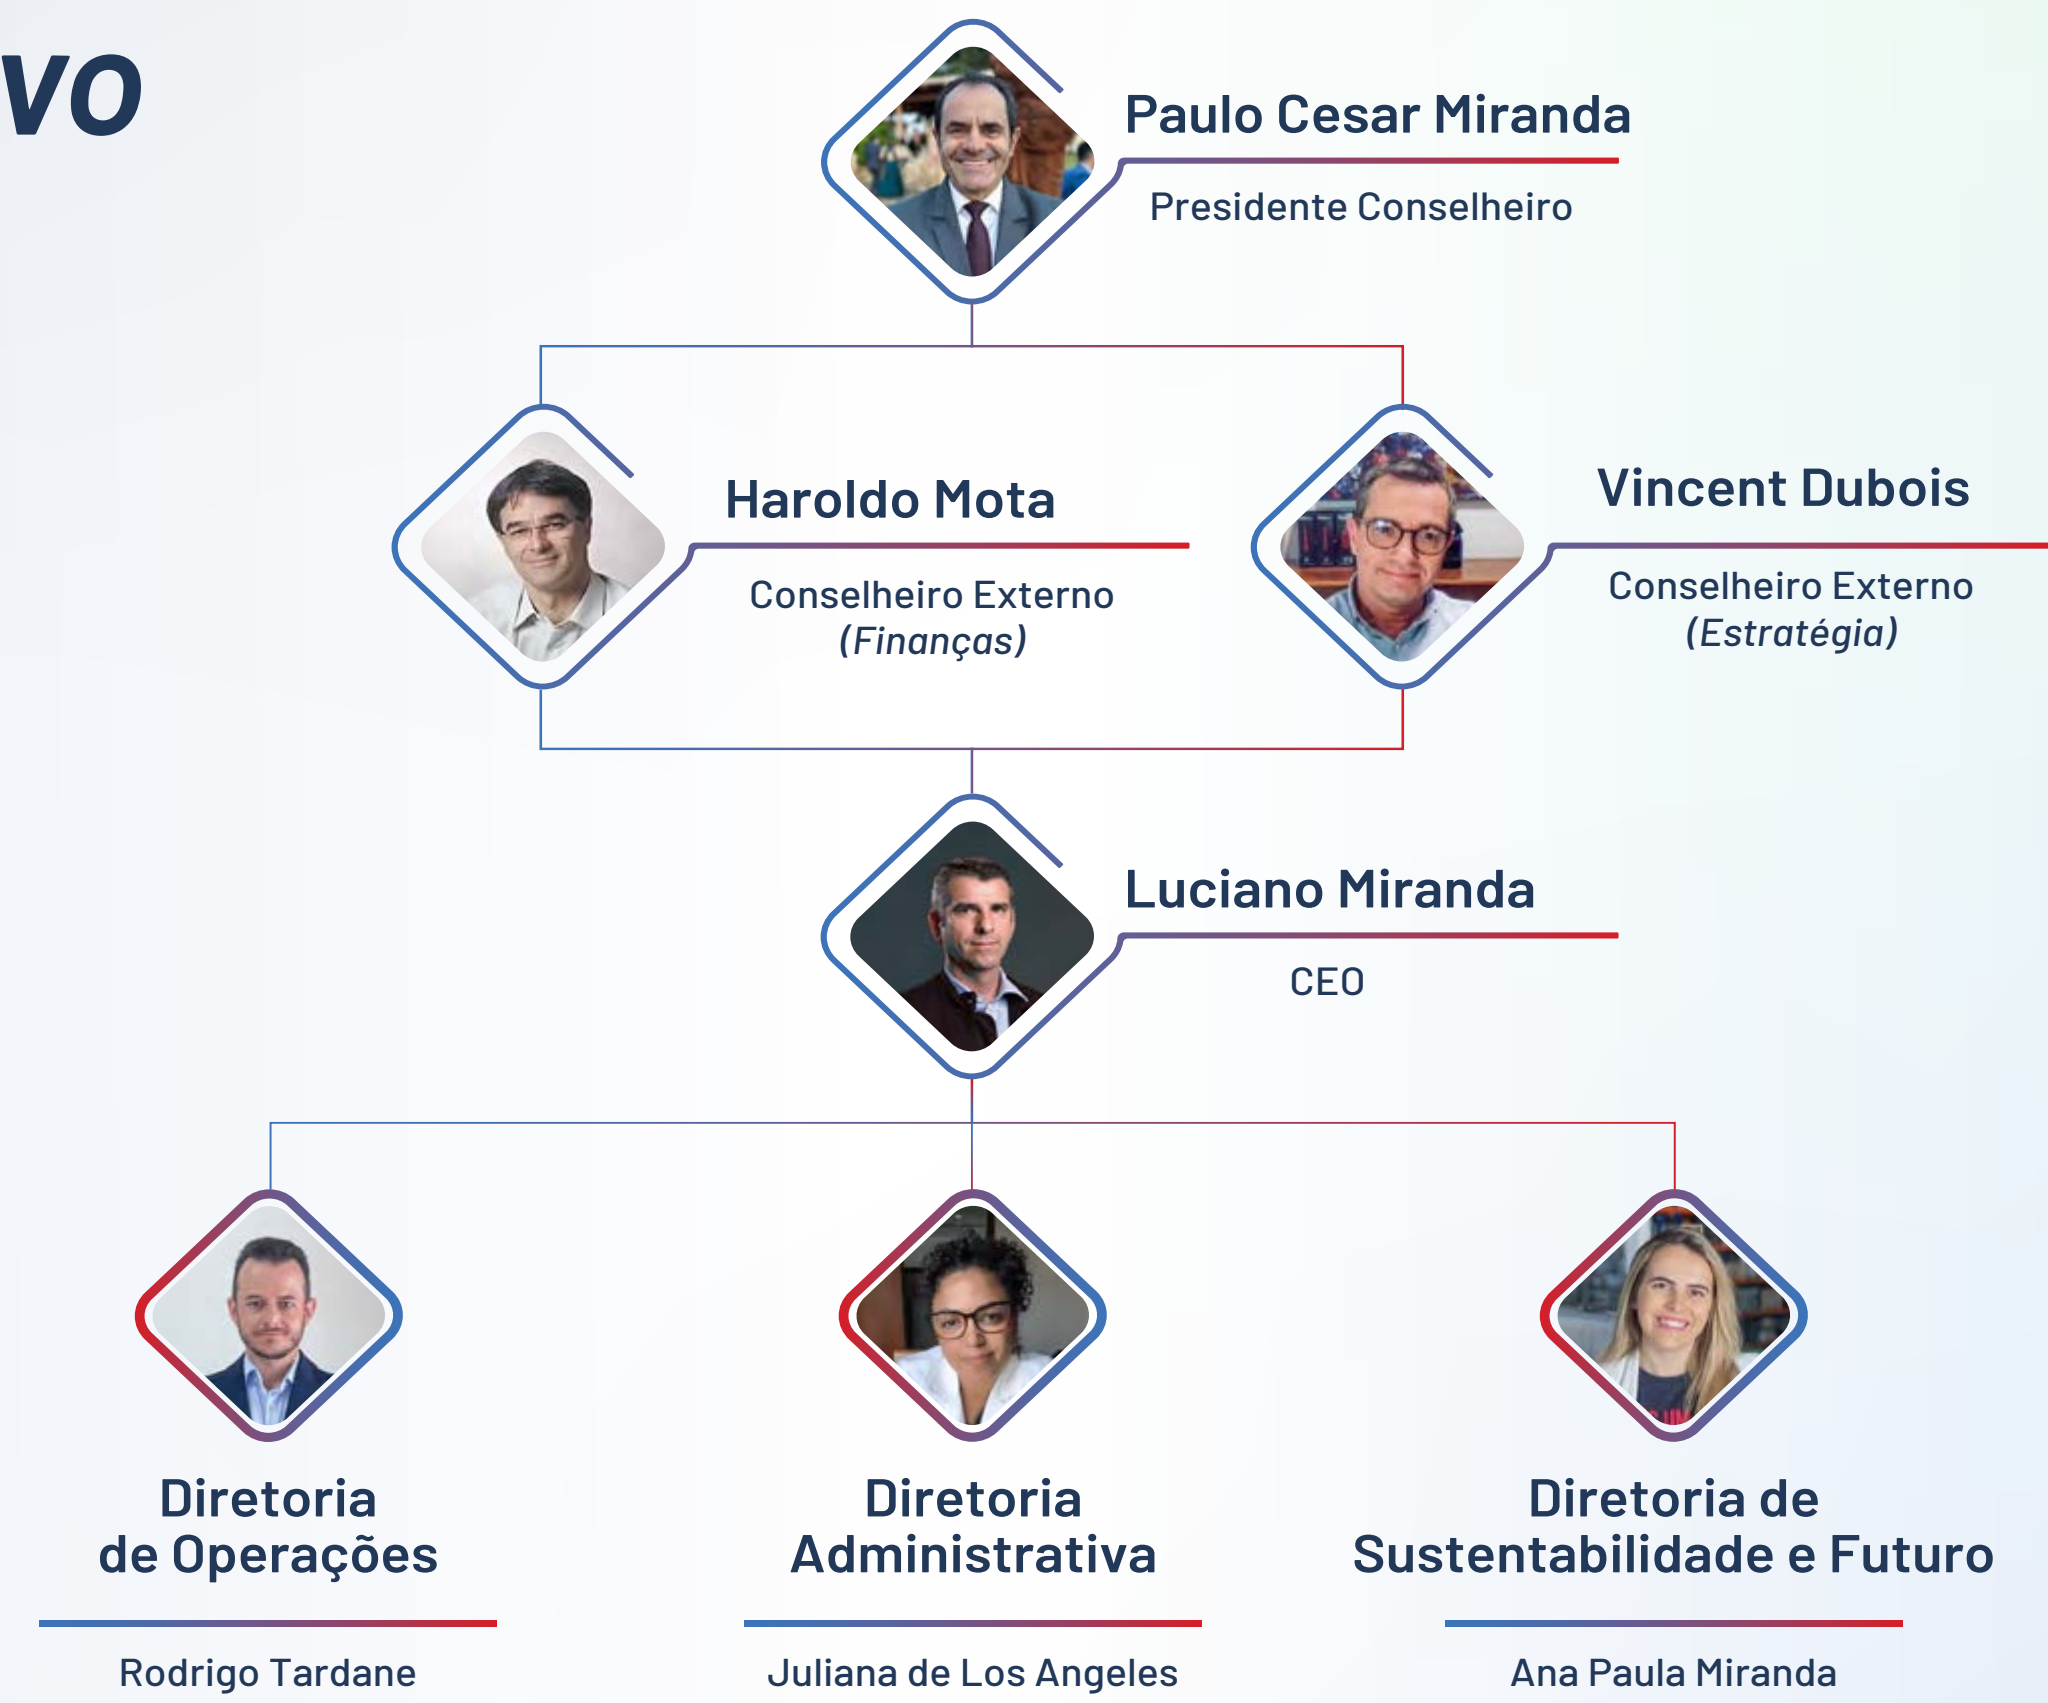 VO
Paulo Cesar Miranda
Presidente Conselheiro
Haroldo Mota
Conselheiro Externo
(Finanças)
Vincent Dubois
Conselheiro Externo
(Estratégia)
Luciano Miranda
CEO
Diretoria
de Operações
Rodrigo Tardane
Diretoria
Administrativa
Juliana de Los Angeles
Diretoria de
Sustentabilidade e Futuro
Ana Paula Miranda